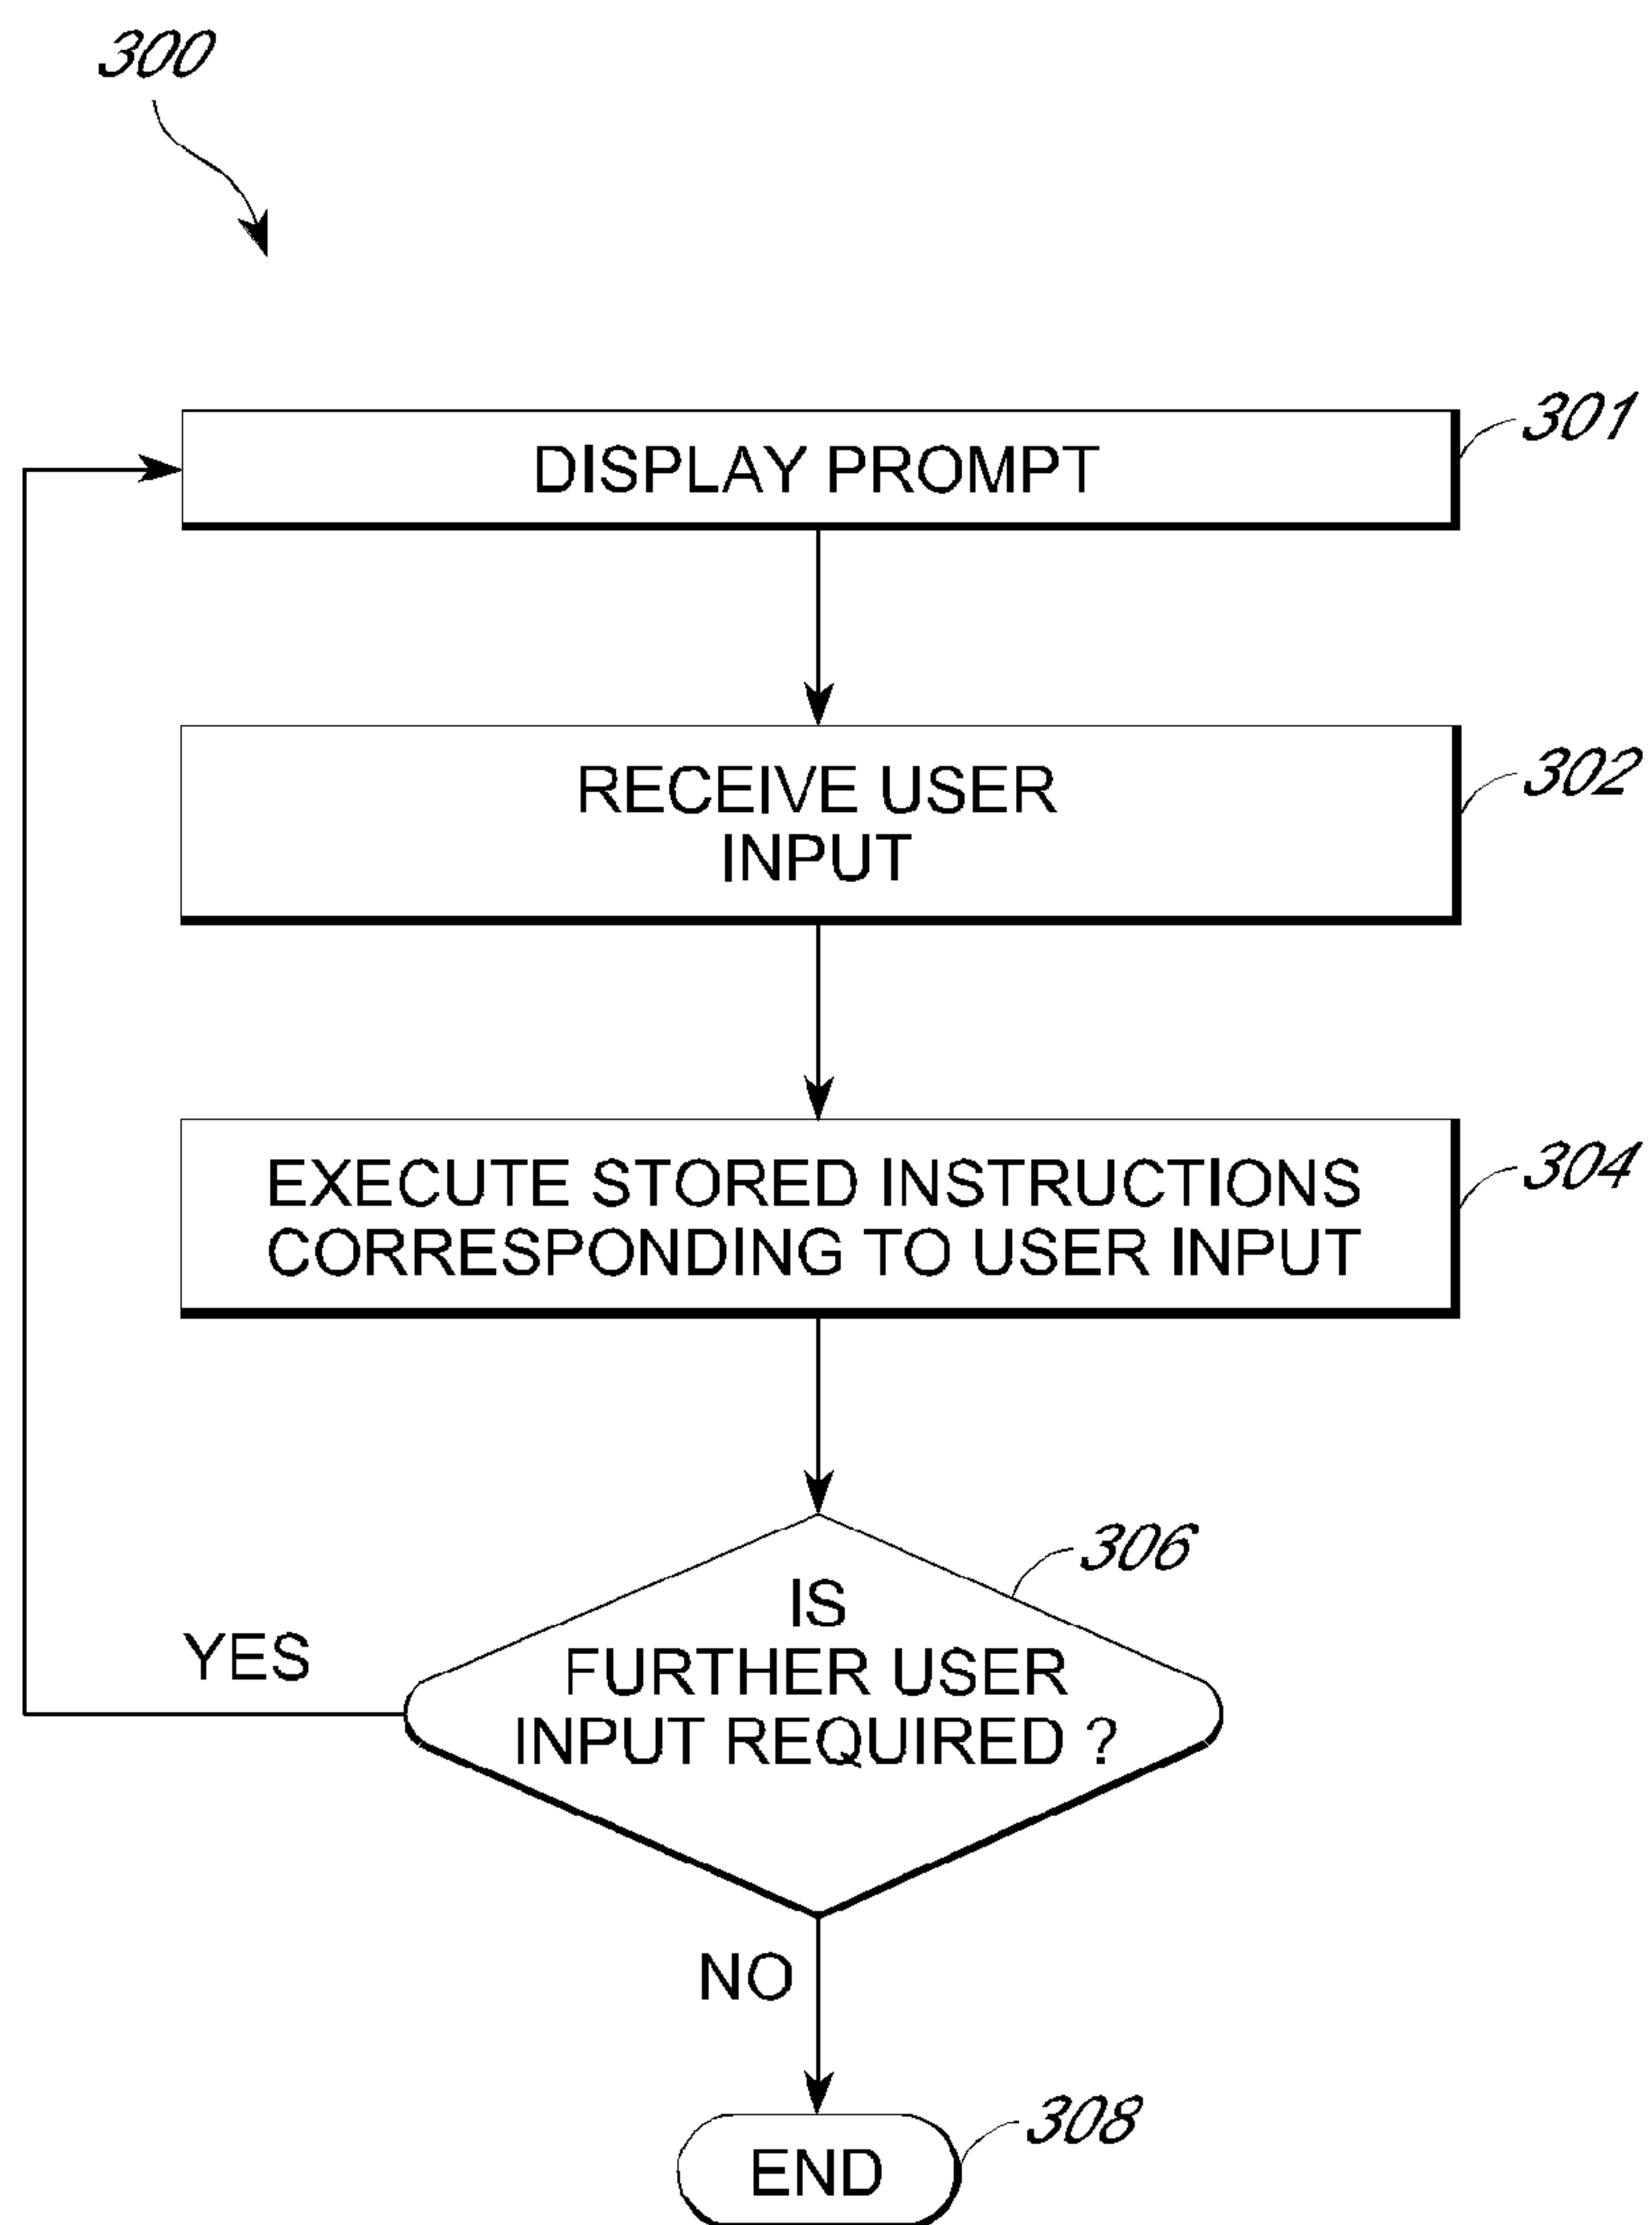 300
DISPLAY PROMPT
301
RECEIVE USER
INPUT
302
EXECUTE STORED INSTRUCTIONS
CORRESPONDING TO USER INPUT
304
306
IS
FURTHER USER
INPUT REQUIRED ?
YES
NO
END
308